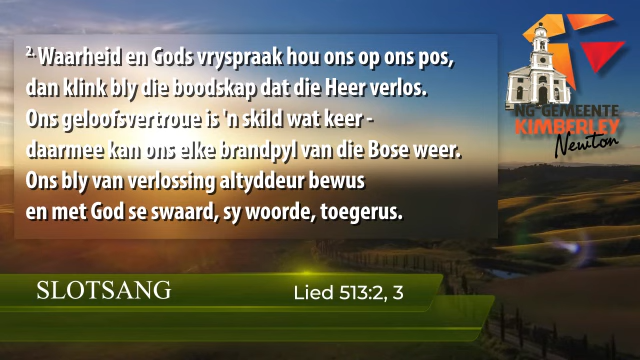 2. Waarheid en Gods vryspraak hou ons op ons pos,
dan klink bly die boodskap dat die Heer verlos.
Ons geloofsvertroue is 'n skild wat keer -
daarmee kan ons elke brandpyl van die Bose weer.
Ons bly van verlossing altyddeur bewus
en met God se swaard, sy woorde, toegerus.
NG GEMEENTE
KIMBERLEY
Newton
SLOTSANG
Lied 513:2, 3